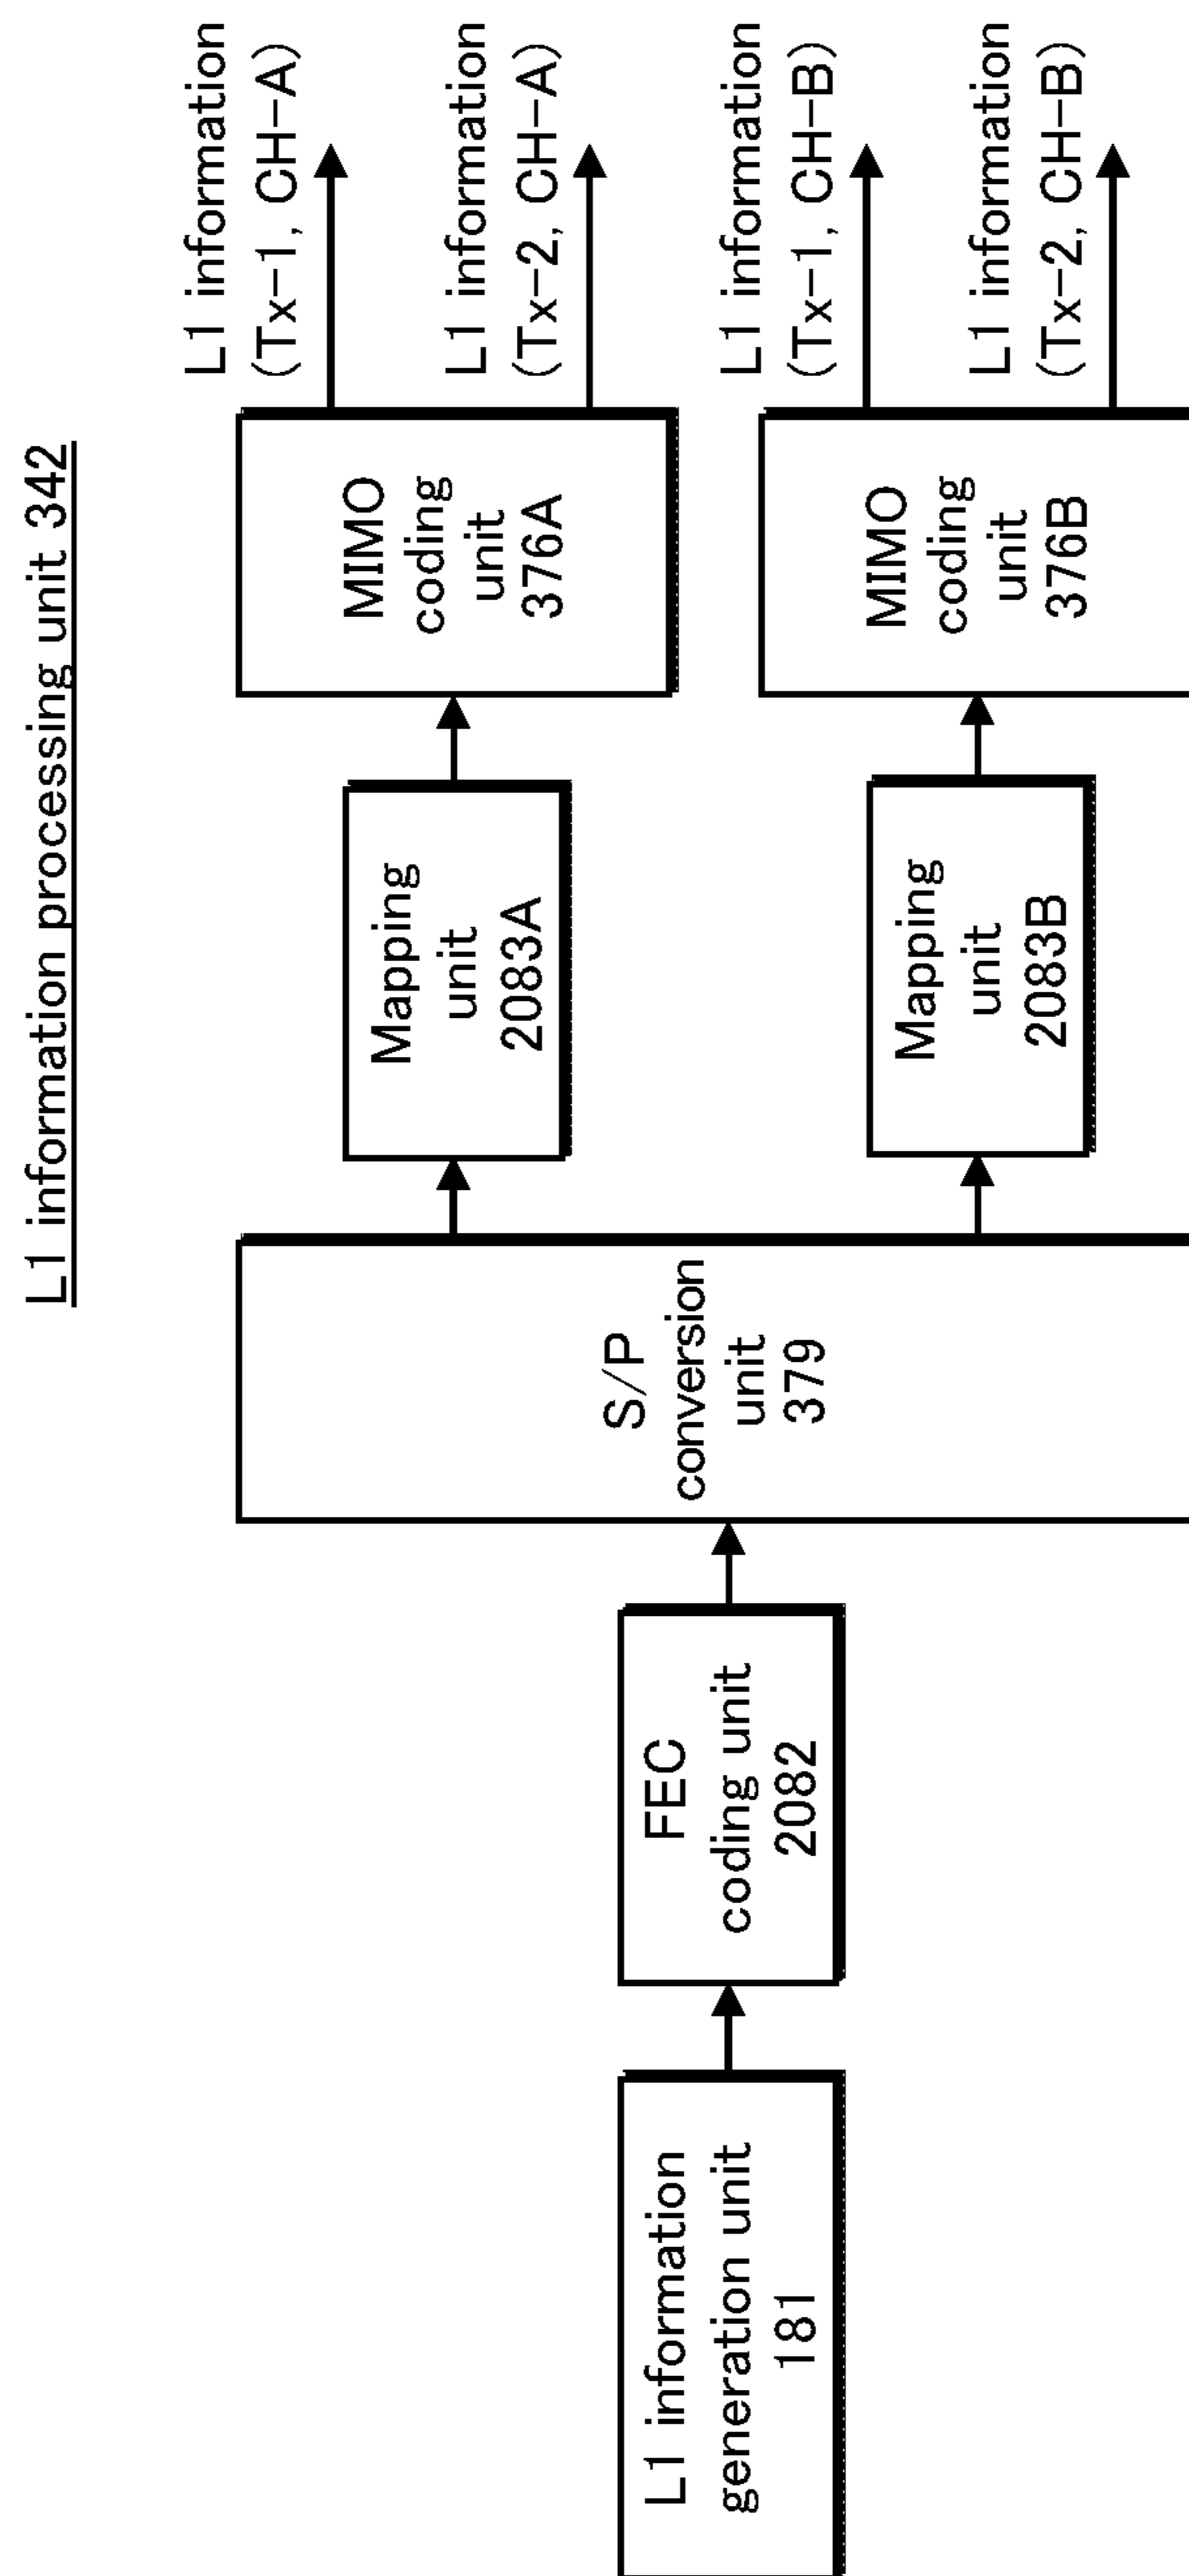 L1 information processing unit 342
L1 information
generation unit
181
FEC
coding unit
2082
S/P
conversion
unit
379
Mapping
unit
2083A
MIMO
coding
unit
376A
L1 information
(Tx-1, CH-A)
L1 information
(Tx-2, CH-A)
Mapping
unit
2083B
MIMO
coding
unit
376B
L1 information
(Tx-1, CH-B)
L1 information
(Tx-2, CH-B)